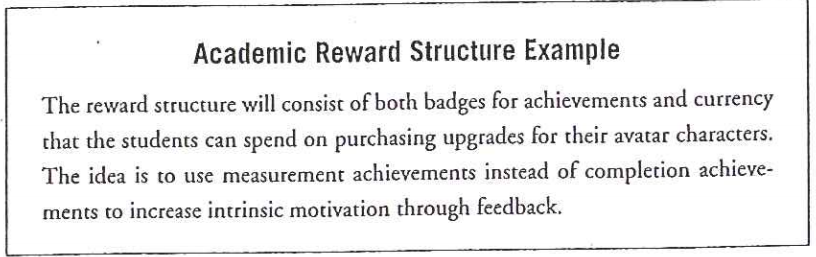 Academic Reward Structure Example
The reward structure will consist of both badges for achievements and currency
that the students can spend on purchasing upgrades for their avatar characters.
The idea is to use measurement achievements instead of completion achieve-
ments to increase intrinsic motivation through feedback.